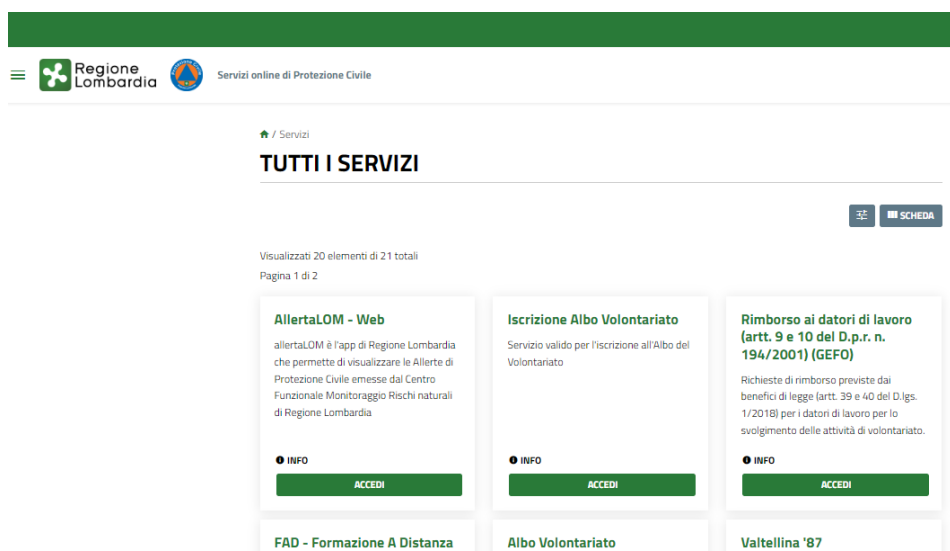 Regione
Lombardia
Servizi online di Protezione Civile
/ Servizi
TUTTI I SERVIZI
SCHEDA
Visualizzati 20 elementi di 21 totali
Pagina 1 di 2
AllertaLOM - Web
allertaLOM è l'app di Regione Lombardia
che permette di visualizzare le Allerte di
Protezione Civile emesse dal Centro
Funzionale Monitoraggio Rischi naturali
di Regione Lombardia
INFO
ACCEDI
Iscrizione Albo Volontariato
Servizio valido per l'iscrizione all'Albo del
Volontariato
INFO
ACCEDI
Rimborso ai datori di lavoro
(artt. 9 e 10 del D.p.r. n.
194/2001) (GEFO)
Richieste di rimborso previste dai
benefici di legge (artt. 39 e 40 del D.lgs.
1/2018) per i datori di lavoro per lo
svolgimento delle attività di volontariato.
INFO
ACCEDI
FAD - Formazione A Distanza
Albo Volontariato
Valtellina '87